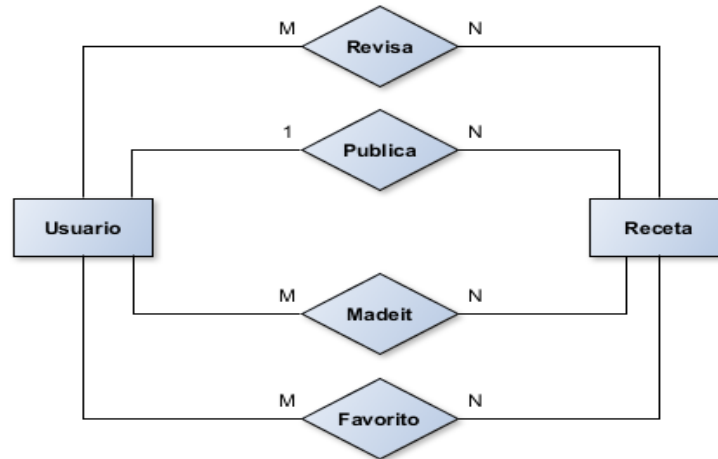 M Revisa N
1 Publica N
Usuario Receta
M Madeit N
M Favorito N